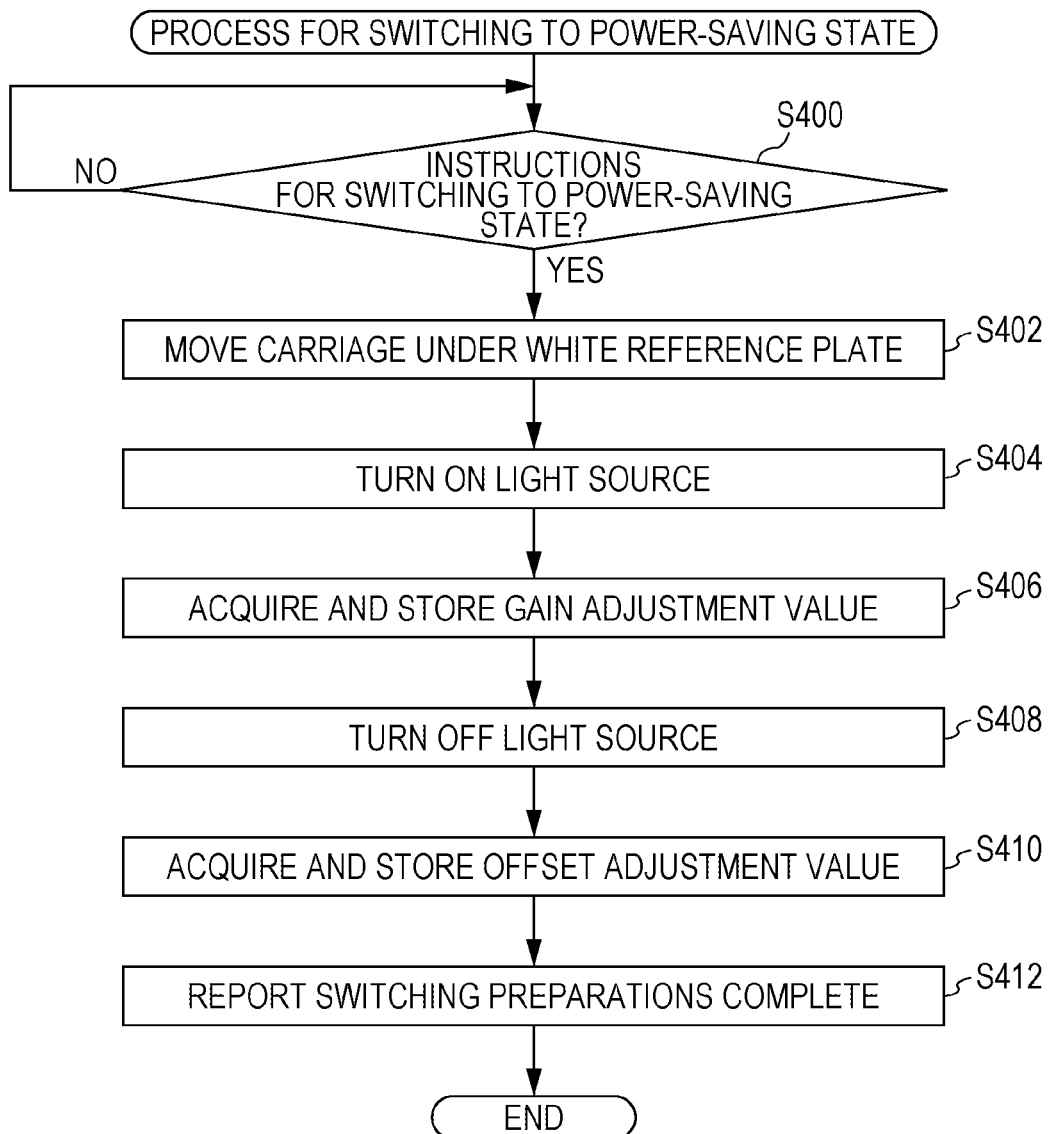 PROCESS FOR SWITCHING TO POWER-SAVING STATE
S400
INSTRUCTIONS
FOR SWITCHING TO POWER-SAVING
STATE?
NO
YES
MOVE CARRIAGE UNDER WHITE REFERENCE PLATE
S402
TURN ON LIGHT SOURCE
S404
ACQUIRE AND STORE GAIN ADJUSTMENT VALUE
S406
TURN OFF LIGHT SOURCE
S408
ACQUIRE AND STORE OFFSET ADJUSTMENT VALUE
S410
REPORT SWITCHING PREPARATIONS COMPLETE
S412
END